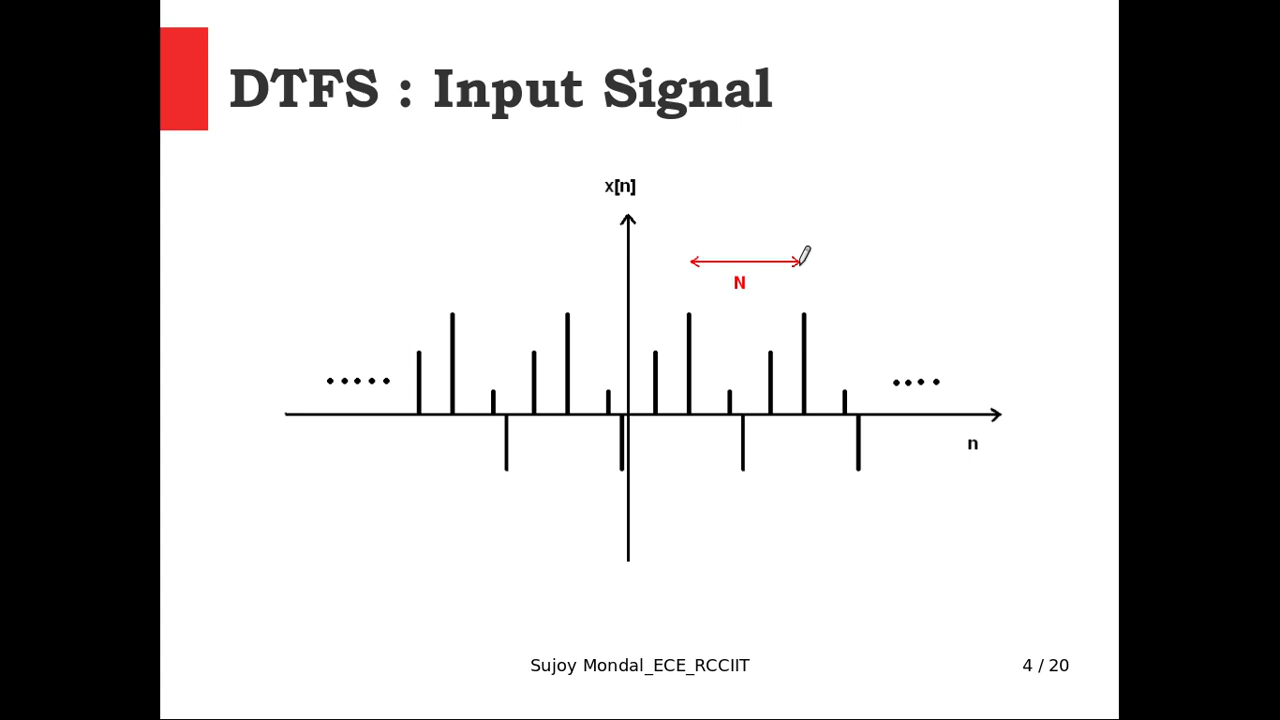 DTFS : Input Signal
x[n]
N
n
Sujoy Mondal_ECE_RCCIIT
4 / 20